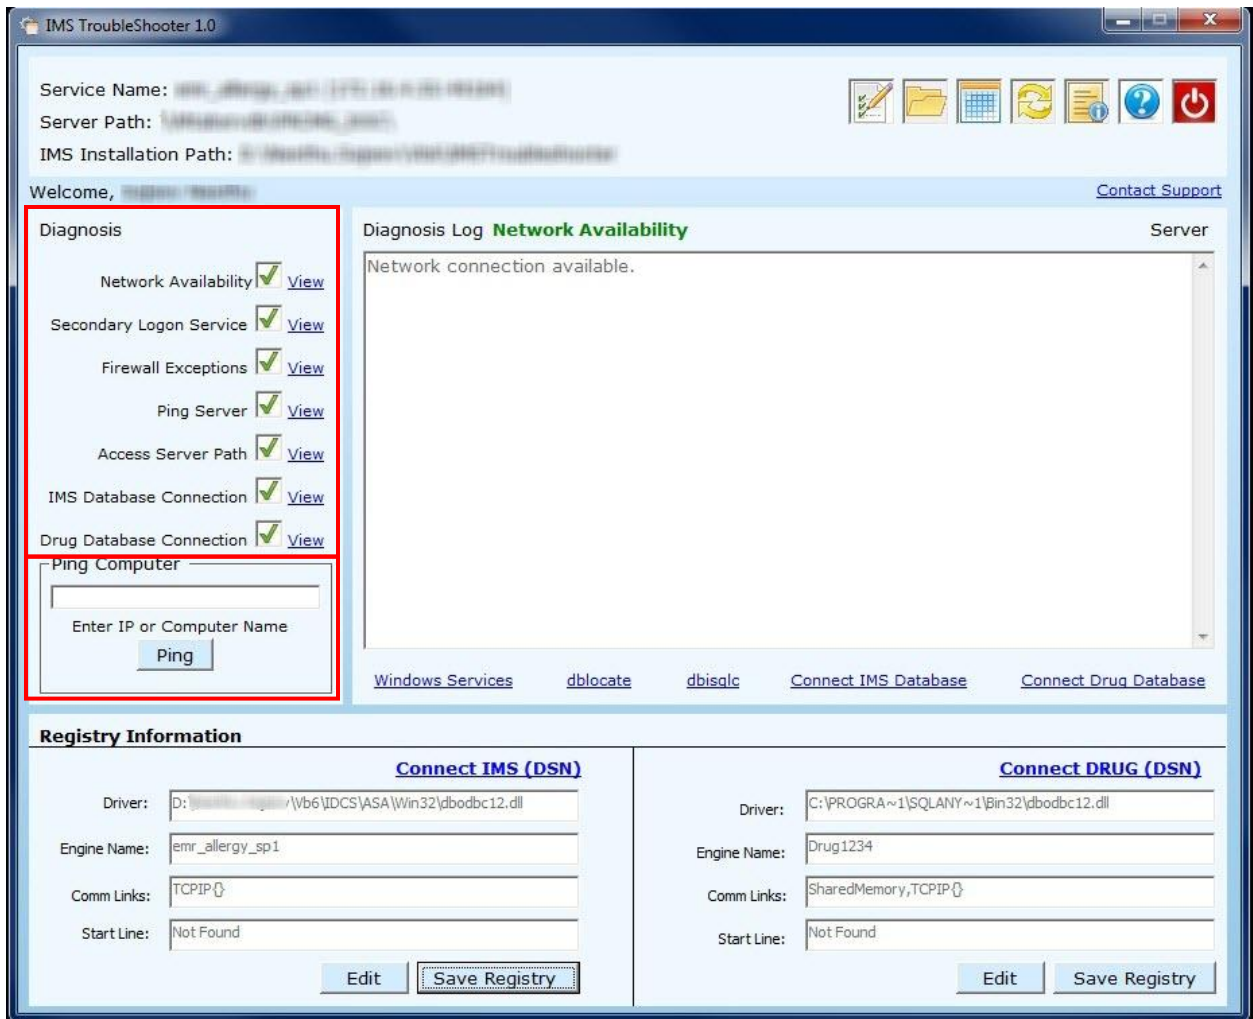 IMS TroubleShooter 1.0
Service Name:
Server Path:
IMS Installation Path:
Welcome,
Contact Support
Diagnosis
Network Availability View
Secondary Logon Service View
Firewall Exceptions View
Ping Server View
Access Server Path View
IMS Database Connection View
Drug Database Connection View
Ping Computer
Enter IP or Computer Name
Ping
Diagnosis Log Network Availability Server
Network connection available.
Windows Services dblocate dbisqlc Connect IMS Database Connect Drug Database
Registry Information
Connect IMS (DSN)
Driver: D:\Vb6\IDCS\ASA\Win32\dbodbc12.dll
Engine Name: emr_allergy_sp1
Comm Links: TCPIP{}
Start Line: Not Found
Edit Save Registry
Connect DRUG (DSN)
Driver: C:\PROGRA~1\SQLANY~1\Bin32\dbodbc12.dll
Engine Name: Drug1234
Comm Links: SharedMemory,TCPIP{}
Start Line: Not Found
Edit Save Registry